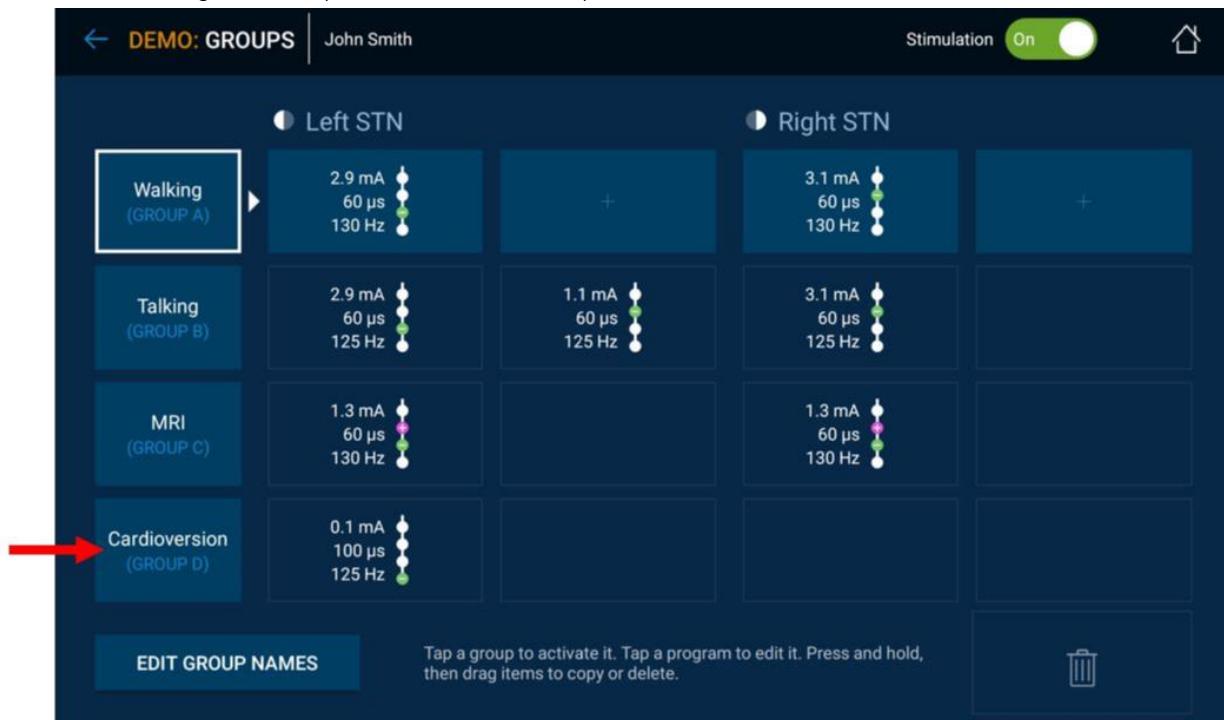 DEMO: GROUPS John Smith Stimulation On
Left STN Right STN
Walking
(GROUP A)
2.9 mA
60 µs
130 Hz
+
3.1 mA
60 µs
130 Hz
+
Talking
(GROUP B)
2.9 mA
60 µs
125 Hz
1.1 mA
60 µs
125 Hz
3.1 mA
60 µs
125 Hz
MRI
(GROUP C)
1.3 mA
60 µs
130 Hz
1.3 mA
60 µs
130 Hz
Cardioversion
(GROUP D)
0.1 mA
100 µs
125 Hz
EDIT GROUP NAMES
Tap a group to activate it. Tap a program to edit it. Press and hold,
then drag items to copy or delete.